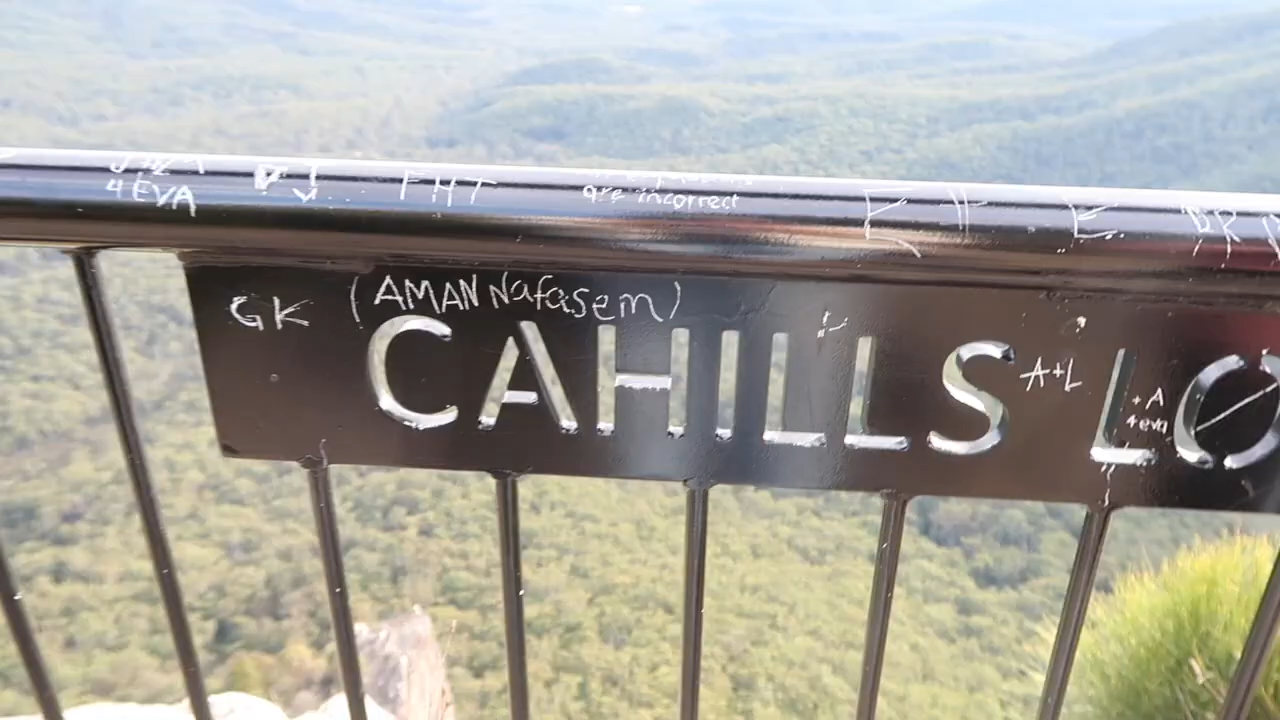 4EVA
FHT
are incorrect
GK
(AMAN Nafasem)
CAHILLS LO
A+L
+A
4eva